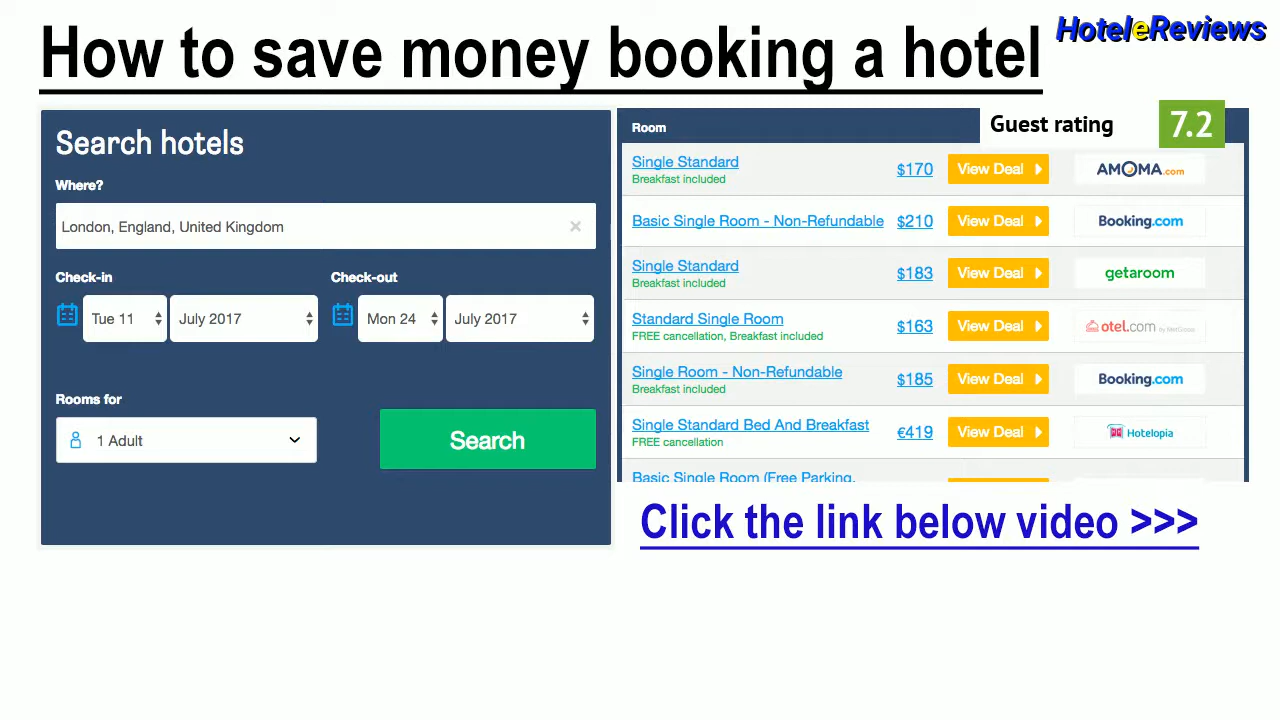 How to save money booking a hotel
HoteleReviews
Search hotels
Where?
London, England, United Kingdom
Check-in
Check-out
Tue 11
July 2017
Mon 24
July 2017
Rooms for
1 Adult
Search
Room
Guest rating
7.2
Single Standard
Breakfast included
$170
View Deal
AMOMA.com
Basic Single Room - Non-Refundable
$210
View Deal
Booking.com
Single Standard
Breakfast included
$183
View Deal
getaroom
Standard Single Room
FREE cancellation, Breakfast included
$163
View Deal
otel.com
Single Room - Non-Refundable
Breakfast included
$185
View Deal
Booking.com
Single Standard Bed And Breakfast
FREE cancellation
€419
View Deal
Hotelopia
Basic Single Room (Free Parking,
Click the link below video >>>